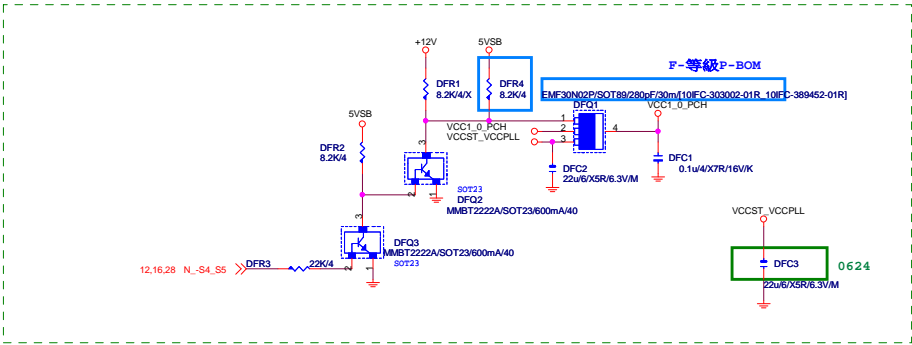 +12V
5VSB
F-等級P-BOM
DFR1
8.2K/4/X
DFR4
8.2K/4
EMF30N02P/SOT89/280pF/30m/[10IFC-303002-01R_10IFC-389452-01R]
DFQ1
VCC1_0_PCH
5VSB
1
VCC1_0_PCH
2
4
VCCST_VCCPLL
3
DFR2
8.2K/4
3
DFC2
22u/6/X5R/6.3V/M
DFC1
0.1u/4/X7R/16V/K
2
1
SOT23
DFQ2
MMBT2222A/SOT23/600mA/40
3
VCCST_VCCPLL
DFQ3
MMBT2222A/SOT23/600mA/40
SOT23
12,16,28 N_-S4_S5
DFR3
22K/4
2
1
DFC3
0624
22u/6/X5R/6.3V/M